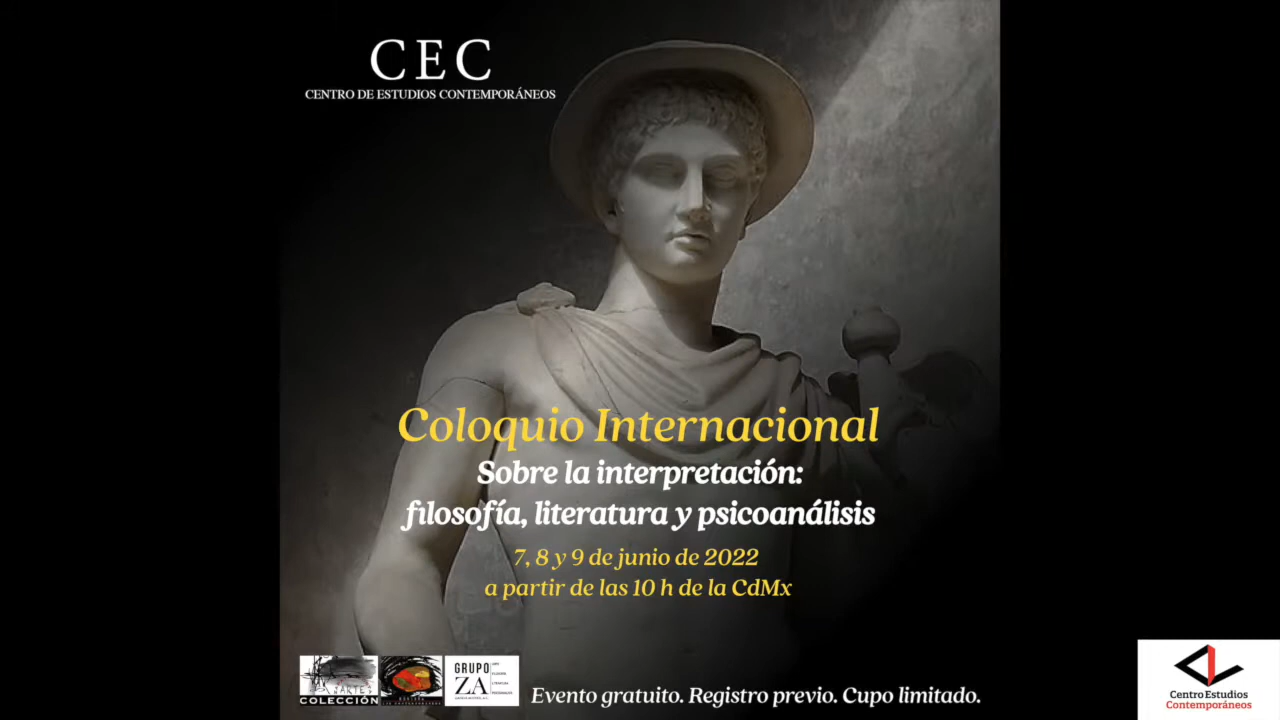 CEC
CENTRO DE ESTUDIOS CONTEMPORÁNEOS
Coloquio Internacional
Sobre la interpretación:
filosofía, literatura y psicoanálisis
7, 8 y 9 de junio de 2022
a partir de las 10 h de la CdMx
COLECCIÓN
GRUPO
ZA
Evento gratuito. Registro previo. Cupo limitado.
Centro Estudios
Contemporáneos